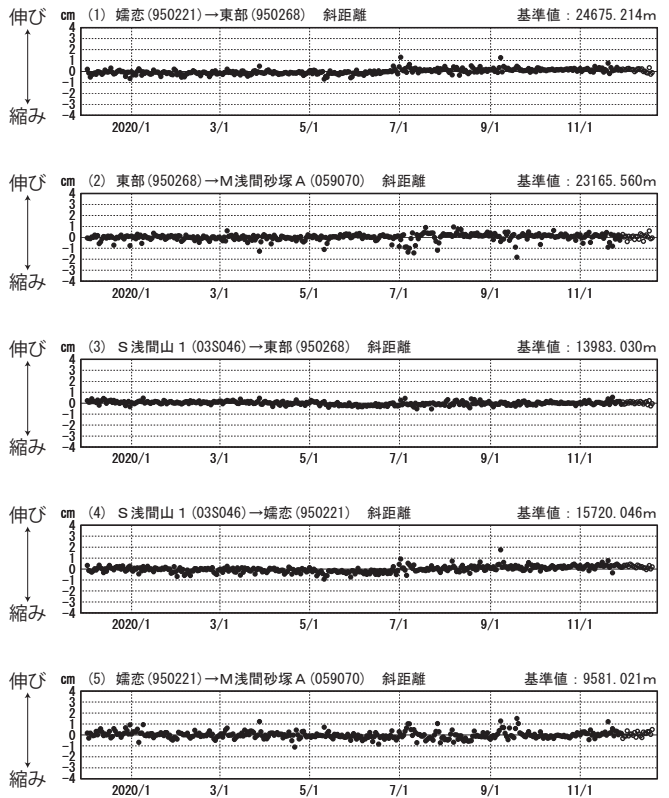 伸び cm (1) 嬬恋(950221)→東部(950268) 斜距離 基準値：24675.214m
4
3
2
1
0
-1
-2
-3
縮み -4
2020/1 3/1 5/1 7/1 9/1 11/1
伸び cm (2) 東部(950268)→M浅間砂塚A(059070) 斜距離 基準値：23165.560m
4
3
2
1
0
-1
-2
-3
縮み -4
2020/1 3/1 5/1 7/1 9/1 11/1
伸び cm (3) S浅間山1(03S046)→東部(950268) 斜距離 基準値：13983.030m
4
3
2
1
0
-1
-2
-3
縮み -4
2020/1 3/1 5/1 7/1 9/1 11/1
伸び cm (4) S浅間山1(03S046)→嬬恋(950221) 斜距離 基準値：15720.046m
4
3
2
1
0
-1
-2
-3
縮み -4
2020/1 3/1 5/1 7/1 9/1 11/1
伸び cm (5) 嬬恋(950221)→M浅間砂塚A(059070) 斜距離 基準値：9581.021m
4
3
2
1
0
-1
-2
-3
縮み -4
2020/1 3/1 5/1 7/1 9/1 11/1